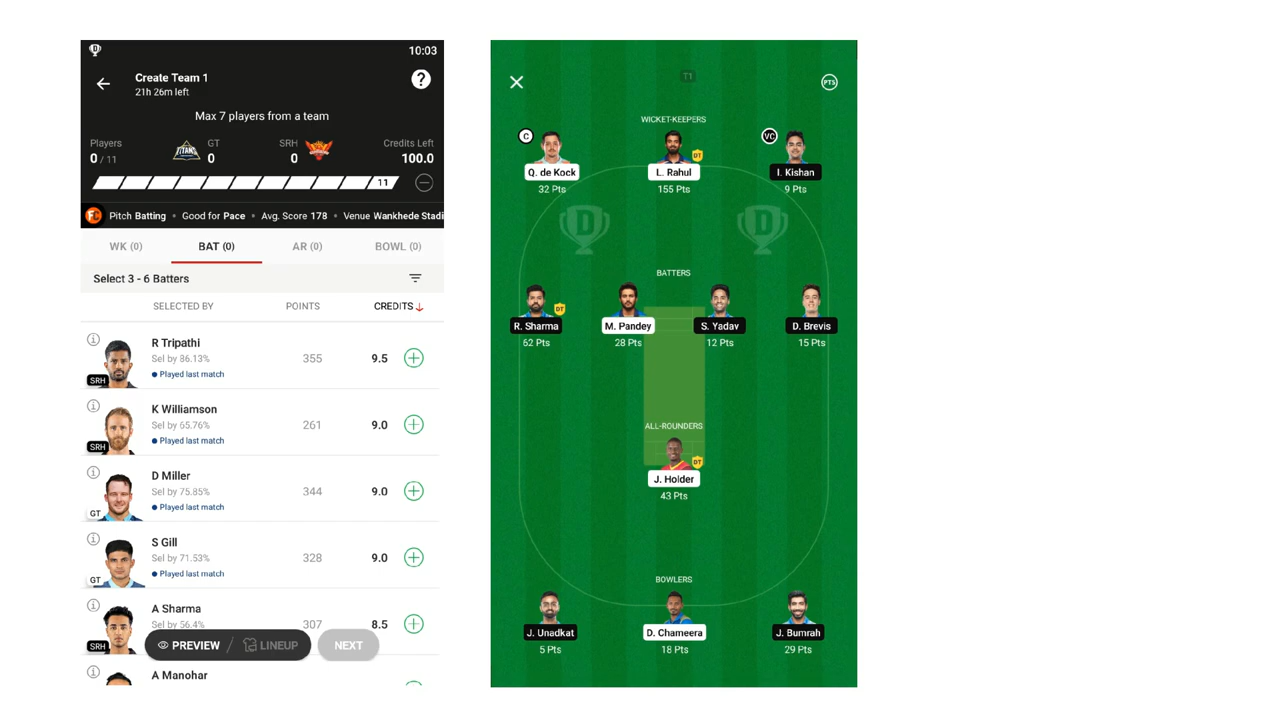 10:03
Create Team 1
21h 26m left
?
Max 7 players from a team
Players
0 / 11
TITANS
GT
0
SRH
0
Credits Left
100.0
11
Pitch Batting • Good for Pace • Avg. Score 178 • Venue Wankhede Stadi
WK (0) BAT (0) AR (0) BOWL (0)
Select 3 - 6 Batters
SELECTED BY POINTS CREDITS ↓
R Tripathi
Sel by 86.13% 355 9.5
Played last match
SRH
K Williamson
Sel by 65.76% 261 9.0
Played last match
SRH
D Miller
Sel by 75.85% 344 9.0
Played last match
GT
S Gill
Sel by 71.53% 328 9.0
Played last match
GT
A Sharma
Sel by 56.4% 307 8.5
SRH
PREVIEW / LINEUP NEXT
A Manohar
T1
PTS
WICKET-KEEPERS
C VC
DT
Q. de Kock L. Rahul I. Kishan
32 Pts 155 Pts 9 Pts
D D
BATTERS
DT
R. Sharma M. Pandey S. Yadav D. Brevis
62 Pts 28 Pts 12 Pts 15 Pts
ALL-ROUNDERS
DT
J. Holder
43 Pts
BOWLERS
J. Unadkat D. Chameera J. Bumrah
5 Pts 18 Pts 29 Pts